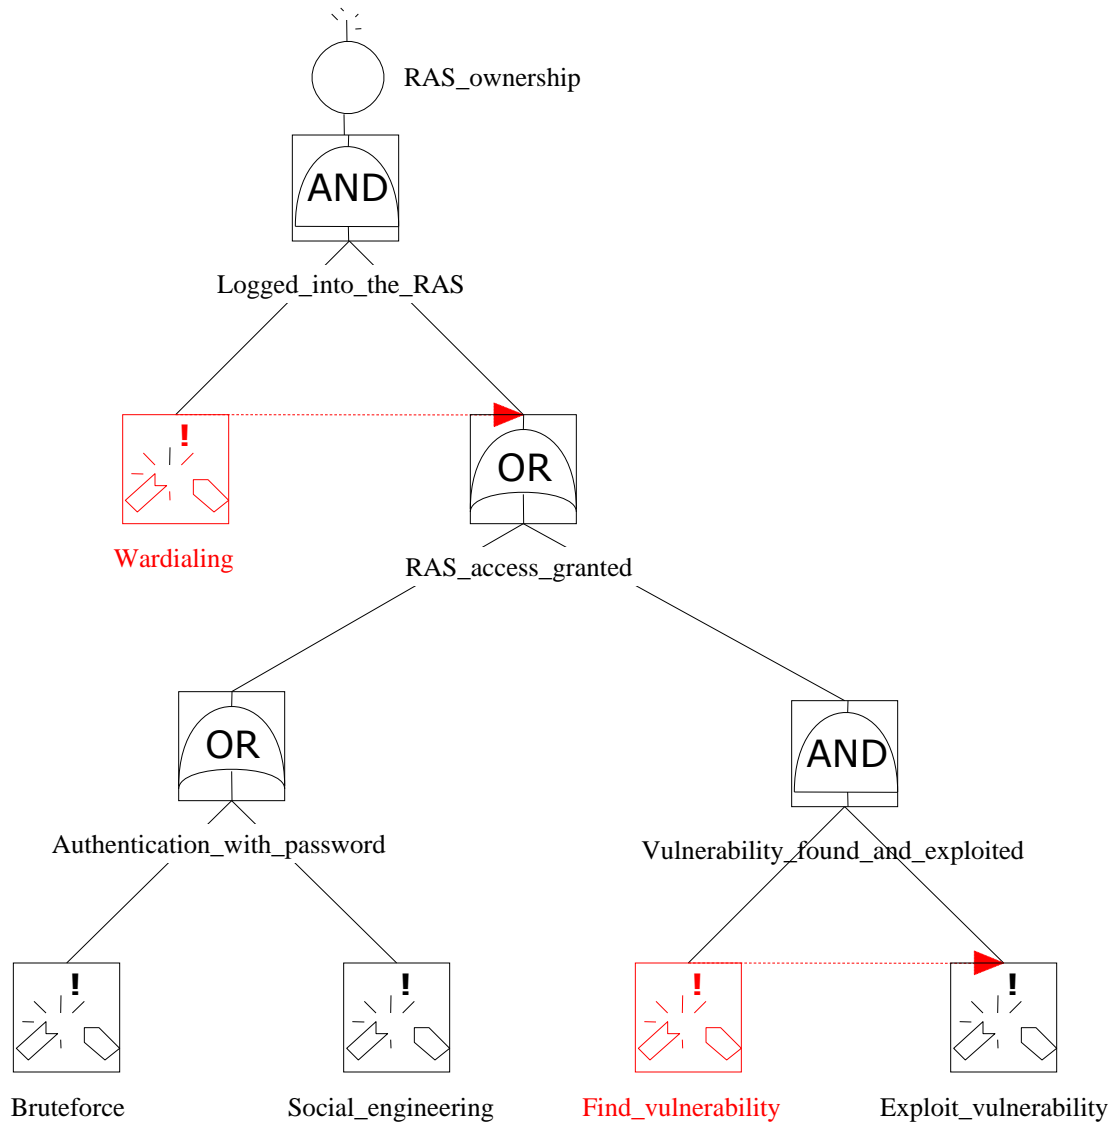 RAS_ownership
AND
Logged_into_the_RAS
!
OR
Wardialing
RAS_access_granted
OR
AND
Authentication_with_password
Vulnerability_found_and_exploited
! ! ! !
Bruteforce Social_engineering Find_vulnerability Exploit_vulnerability